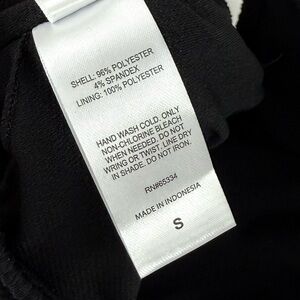 SHELL: 96% POLYESTER
4% SPANDEX
LINING: 100% POLYESTER
HAND WASH COLD. ONLY
NON-CHLORINE BLEACH
WHEN NEEDED. DO NOT
WRING OR TWIST. LINE DRY
IN SHADE. DO NOT IRON.
RN#65334
MADE IN INDONESIA
S